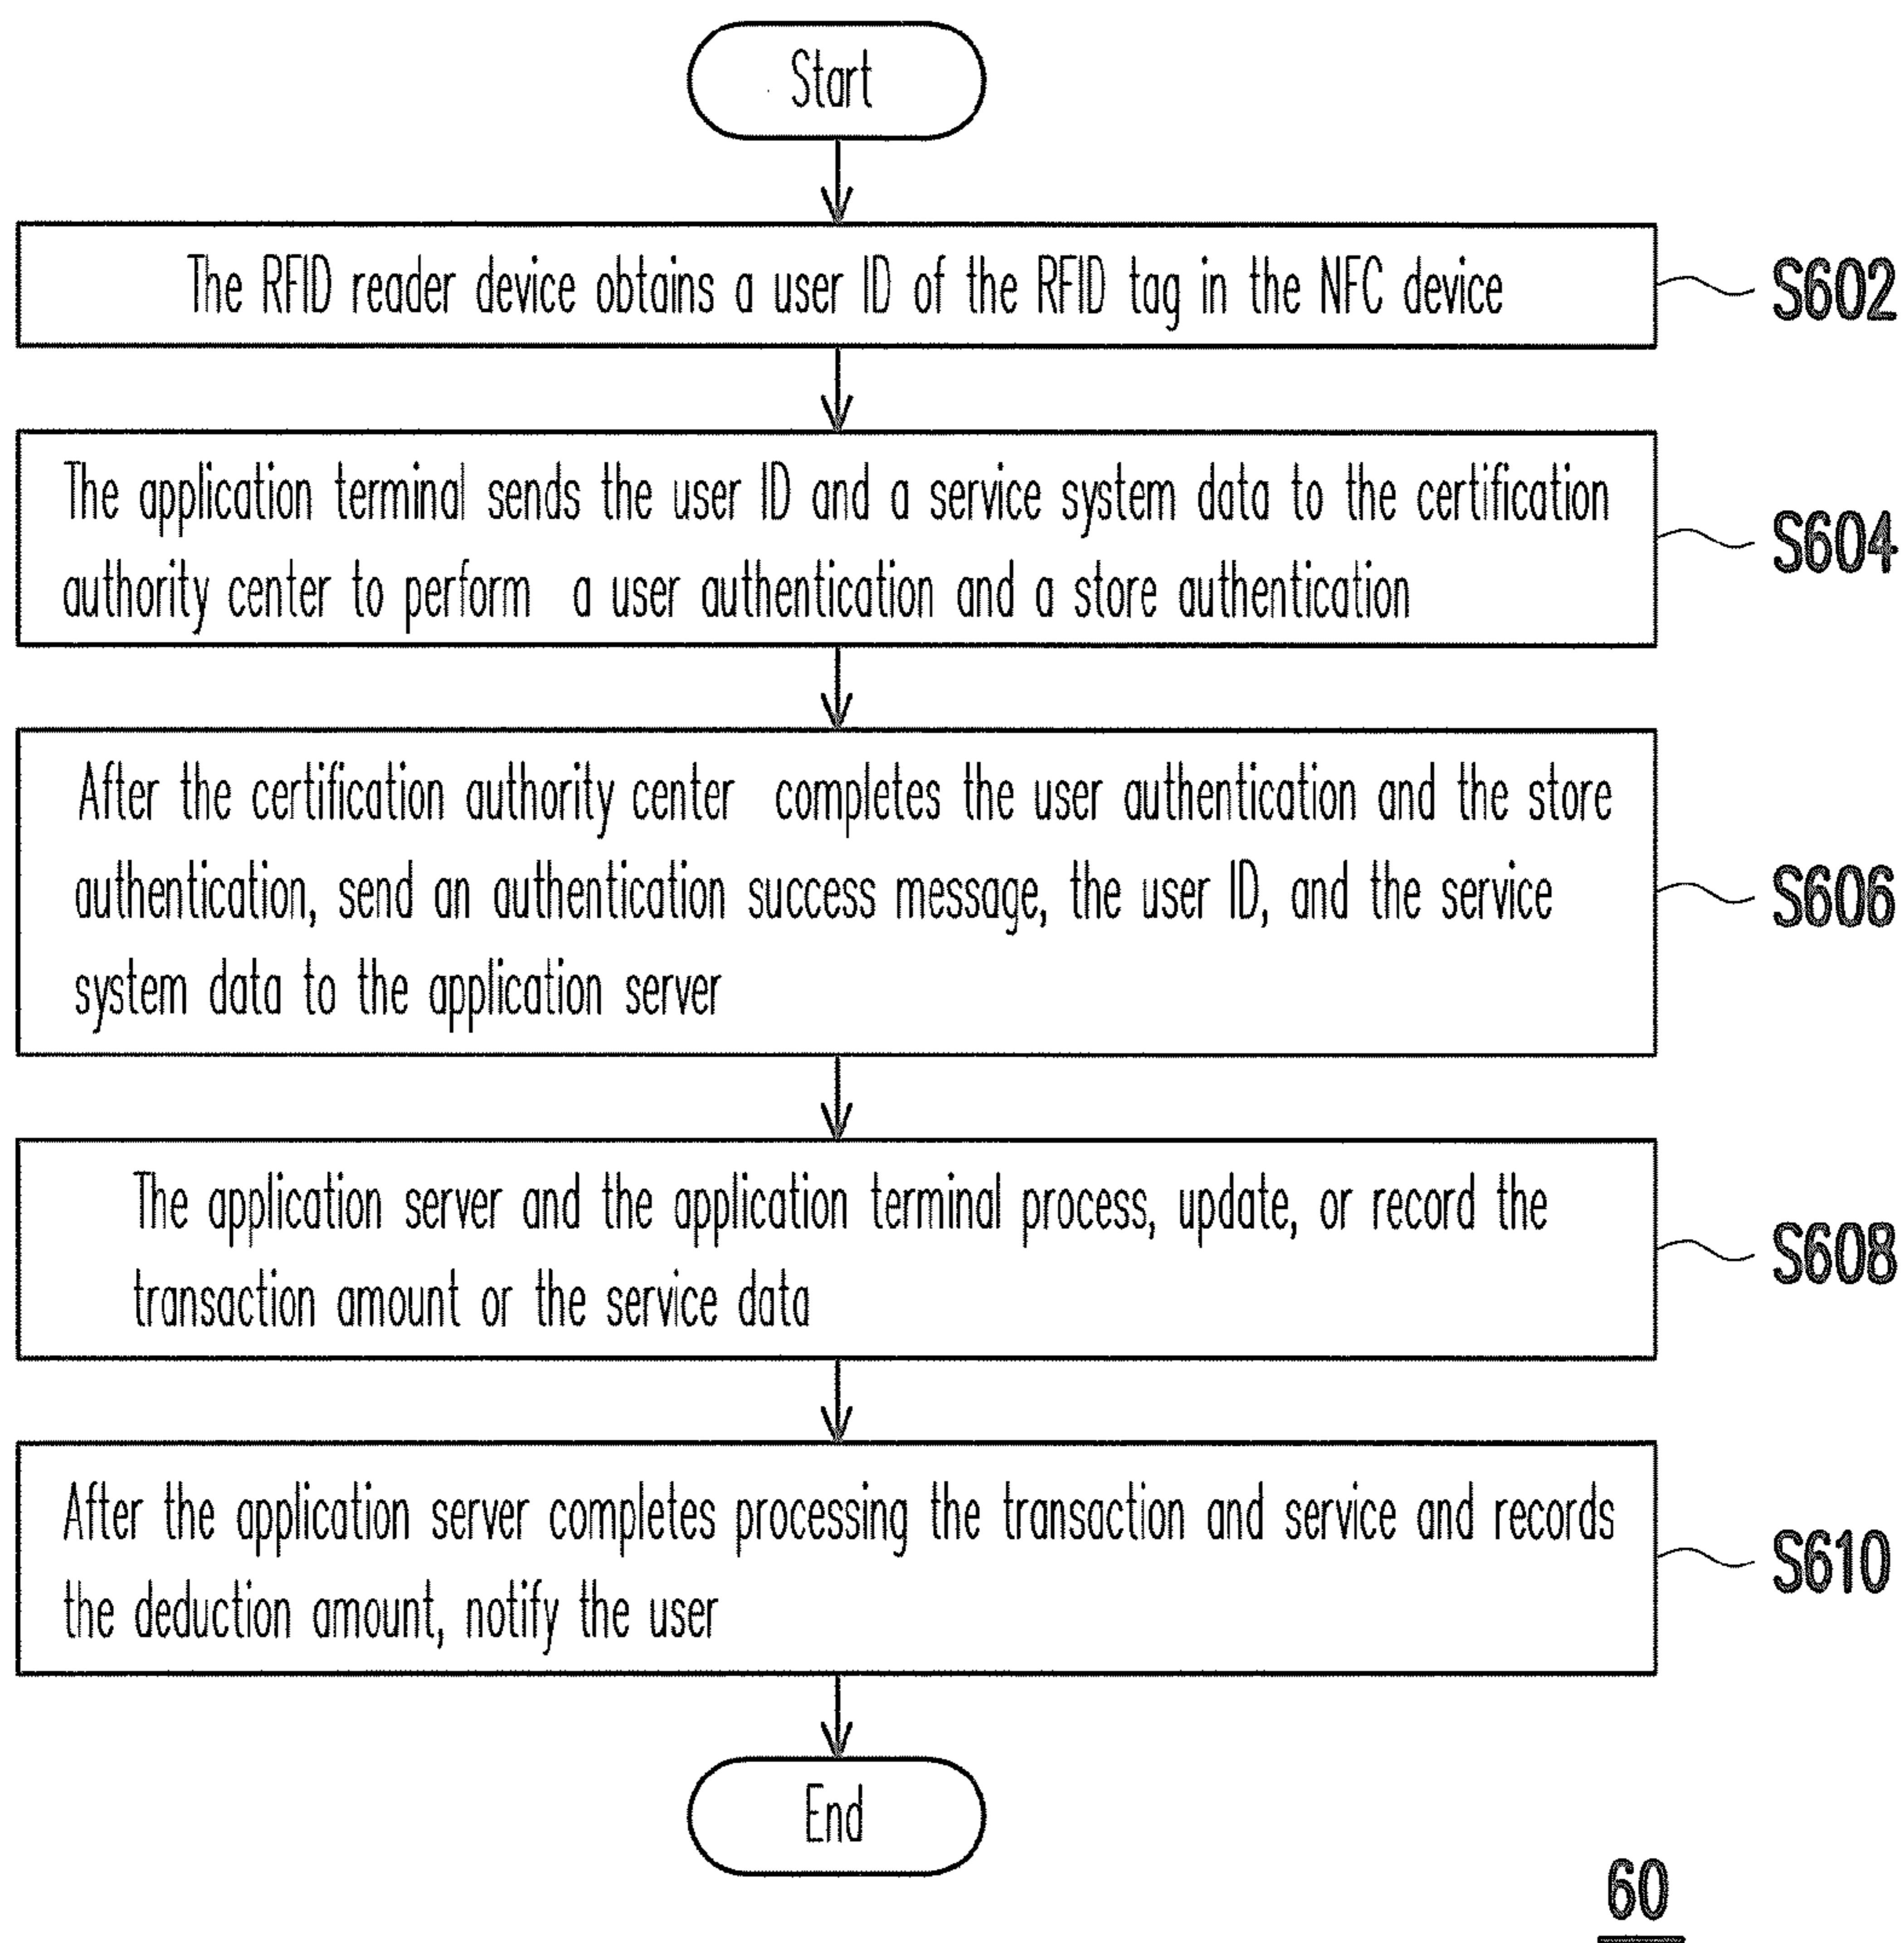 Start
The RFID reader device obtains a user ID of the RFID tag in the NFC device
S602
The application terminal sends the user ID and a service system data to the certification
authority center to perform a user authentication and a store authentication
S604
After the certification authority center completes the user authentication and the store
authentication, send an authentication success message, the user ID, and the service
system data to the application server
S606
The application server and the application terminal process, update, or record the
transaction amount or the service data
S608
After the application server completes processing the transaction and service and records
the deduction amount, notify the user
S610
End
60